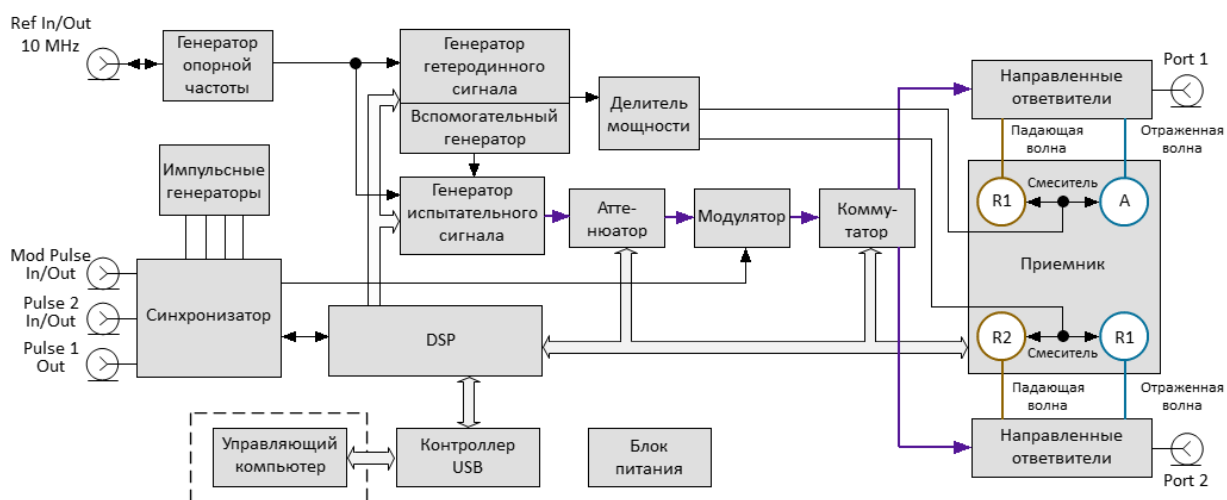 Ref In/Out
10 MHz
Генератор
опорной
частоты
Генератор
гетеродинного
сигнала
Вспомогательный
генератор
Делитель
мощности
Направленные
ответвители
Port 1
Падающая
волна
Отраженная
волна
Импульсные
генераторы
Генератор
испытательного
сигнала
Атте-
нюатор
Модулятор
Комму-
татор
R1
Смеситель
A
Приемник
Mod Pulse
In/Out
Pulse 2
In/Out
Pulse 1
Out
Синхронизатор
DSP
R2
Смеситель
R1
Падающая
волна
Отраженная
волна
Управляющий
компьютер
Контроллер
USB
Блок
питания
Направленные
ответвители
Port 2